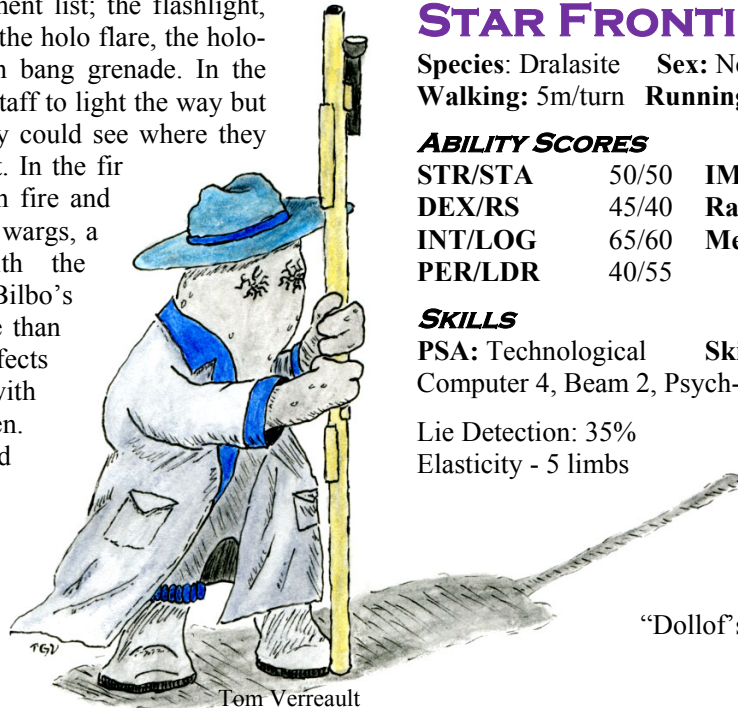 ment list; the flashlight,
the holo flare, the holo-
bang grenade. In the
taff to light the way but
y could see where they
t. In the fir
fire and
wargs, a
the
Bilbo's
than
fects
with
en.
STAR FRONTI
Species: Dralasite Sex:
Walking: 5m/turn Running
ABILITY SCORES
STR/STA 50/50 IM
DEX/RS 45/40 Ra
INT/LOG 65/60 Me
PER/LDR 40/55
SKILLS
PSA: Technological Ski
Computer 4, Beam 2, Psych-
Lie Detection: 35%
Elasticity - 5 limbs
"Dollof's
TGV
Tom Verreault